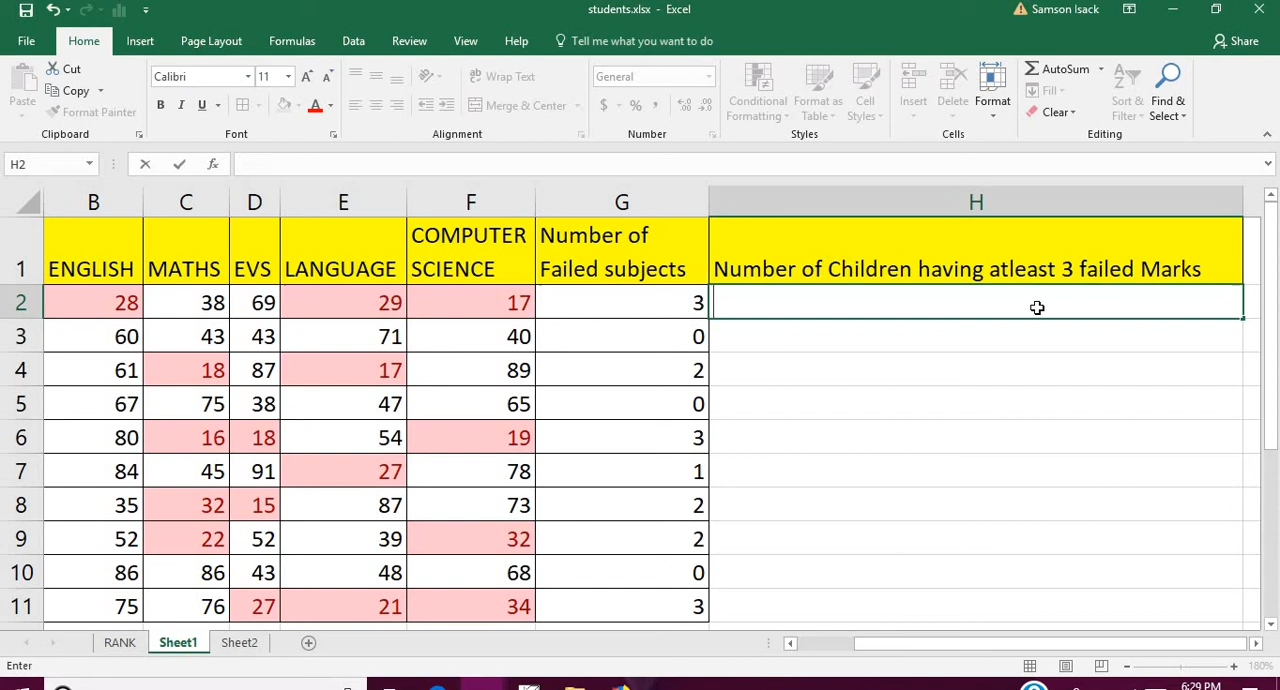 students.xlsx - Excel
Samson Isack
File Home Insert Page Layout Formulas Data Review View Help Tell me what you want to do Share
Paste
Cut
Copy
Format Painter
Clipboard
Calibri 11
B I U A
Font
Wrap Text
Merge & Center
Alignment
General
$ % , .0 .00
Number
Conditional Formatting
Format as Table
Cell Styles
Styles
Insert Delete Format
Cells
AutoSum
Fill
Clear
Sort & Filter
Find & Select
Editing
H2 fx
B C D E F G H
1 ENGLISH MATHS EVS LANGUAGE COMPUTER SCIENCE Number of Failed subjects Number of Children having atleast 3 failed Marks
2 28 38 69 29 17 3
3 60 43 43 71 40 0
4 61 18 87 17 89 2
5 67 75 38 47 65 0
6 80 16 18 54 19 3
7 84 45 91 27 78 1
8 35 32 15 87 73 2
9 52 22 52 39 32 2
10 86 86 43 48 68 0
11 75 76 27 21 34 3
RANK Sheet1 Sheet2
Enter
180%
6:29 PM